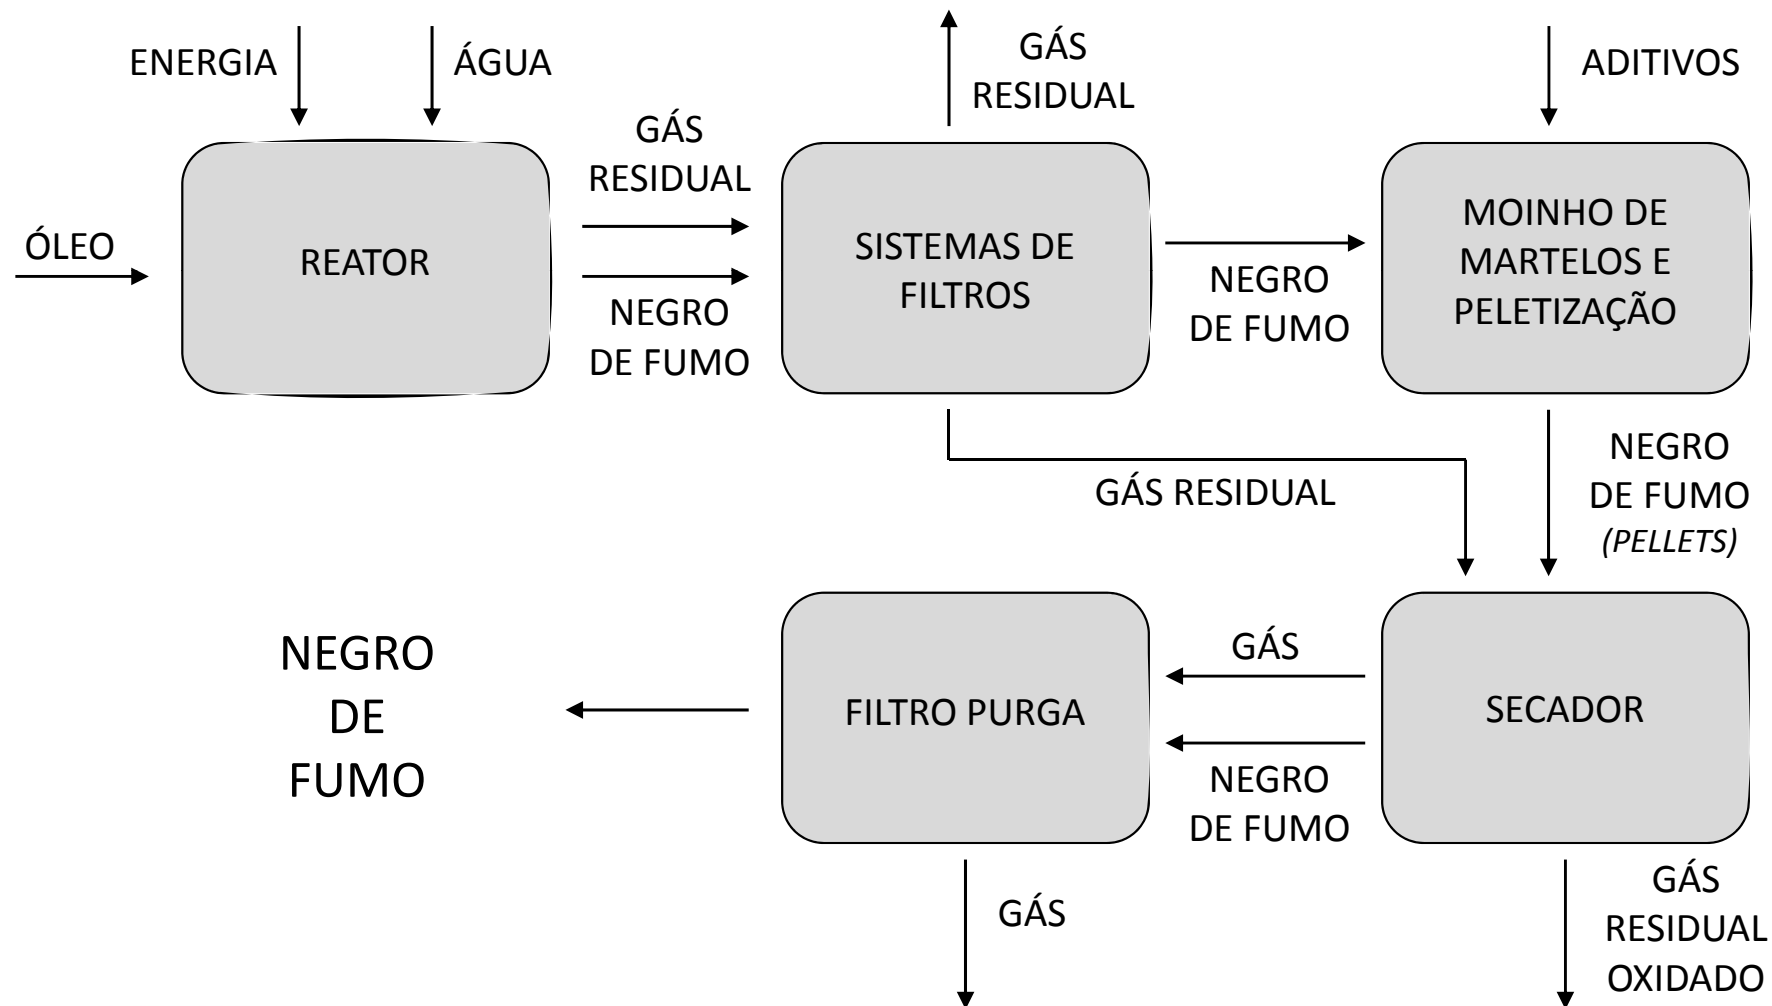 ENERGIA
ÁGUA
GÁS
RESIDUAL
ADITIVOS
ÓLEO
REATOR
GÁS
RESIDUAL
NEGRO
DE FUMO
SISTEMAS DE
FILTROS
NEGRO
DE FUMO
MOINHO DE
MARTELOS E
PELETIZAÇÃO
GÁS RESIDUAL
NEGRO
DE FUMO
(PELLETS)
NEGRO
DE
FUMO
FILTRO PURGA
GÁS
NEGRO
DE FUMO
SECADOR
GÁS
GÁS
RESIDUAL
OXIDADO